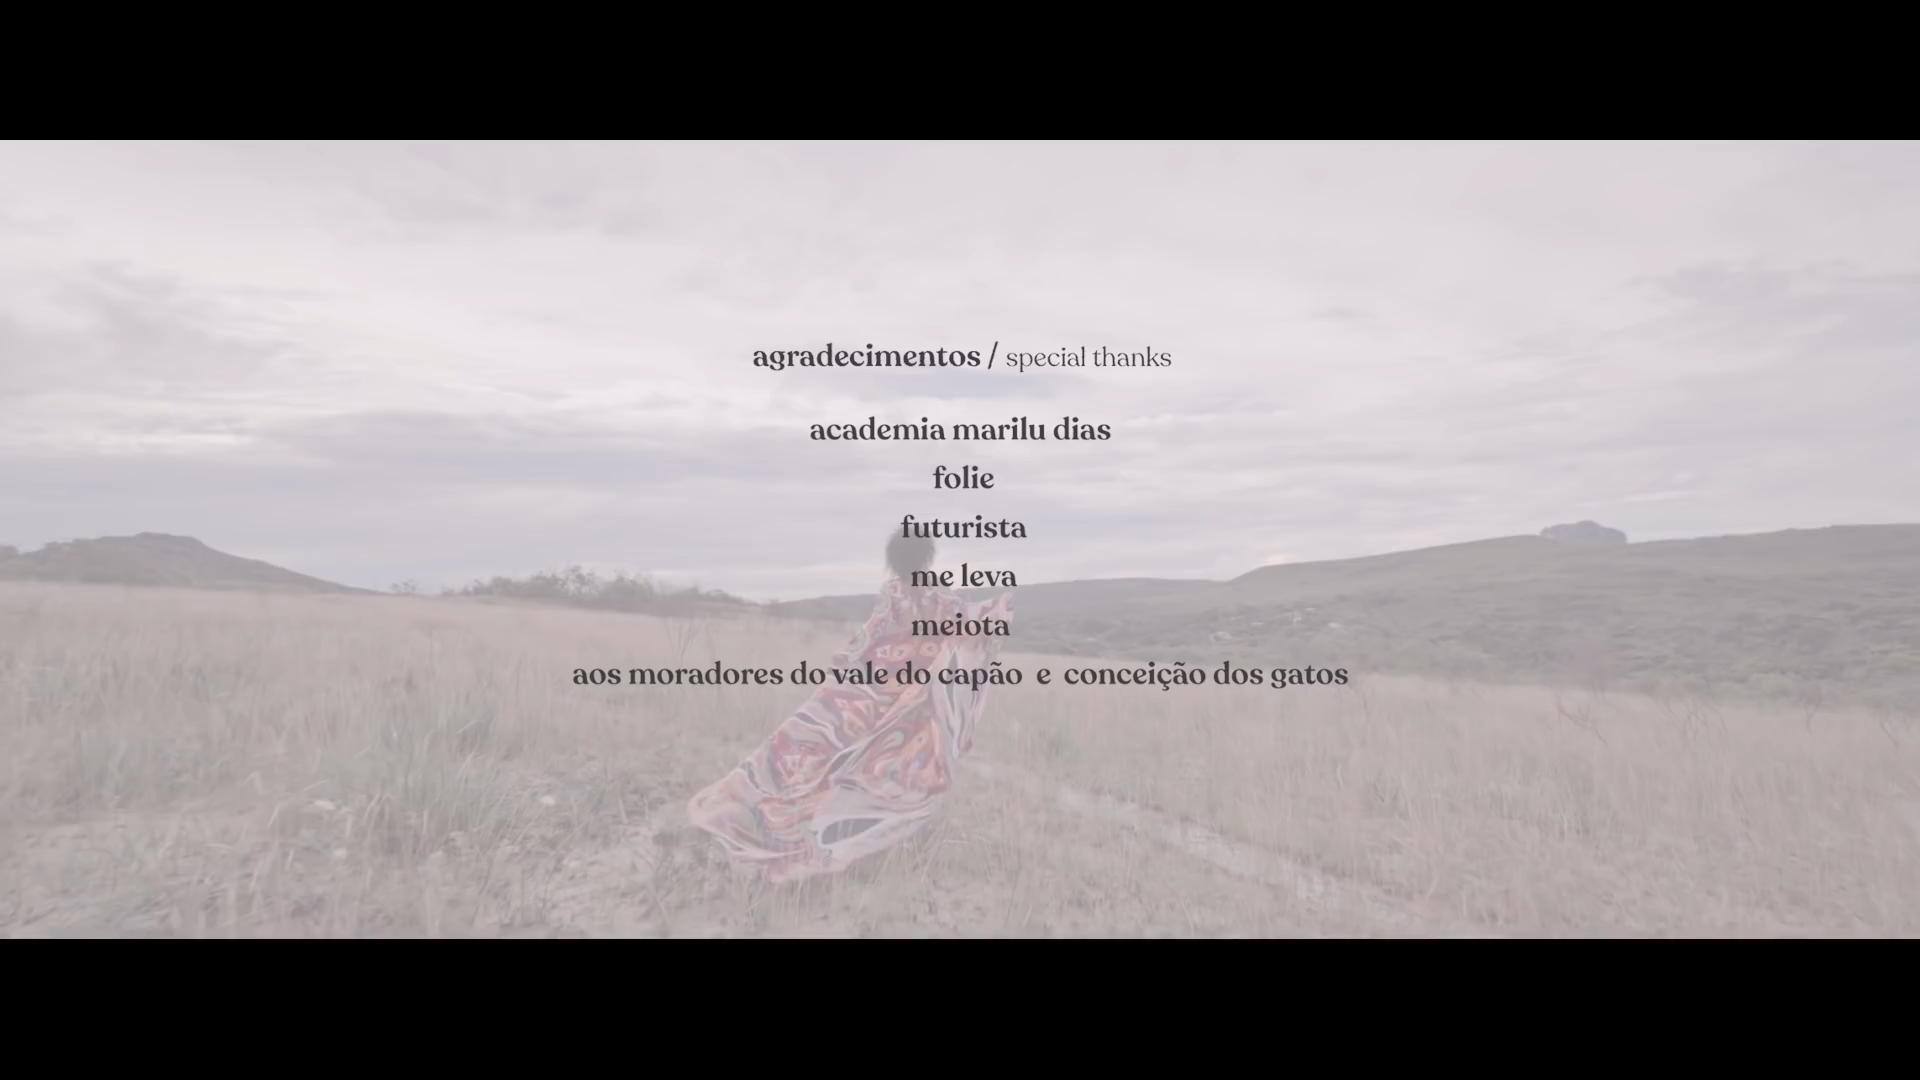 agradecimentos / special thanks
academia marilu dias
folie
futurista
me leva
meiota
aos moradores do vale do capão e conceição dos gatos